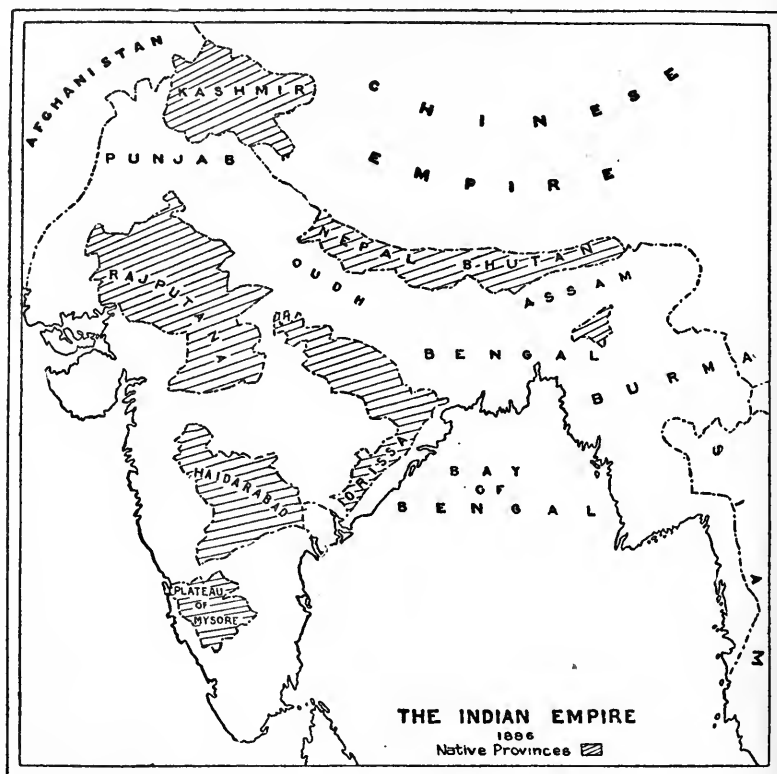 AFGHANISTAN
KASHMIR
CHINESE
EMPIRE
PUNJAB
NEPAL
BHUTAN
RAJPUTANA
OUDH
ASSAM
BENGAL
BURMA
SIAM
HAIDARABAD
ORISSA
BAY
OF
BENGAL
PLATEAU
OF
MYSORE
THE INDIAN EMPIRE
1886
Native Provinces